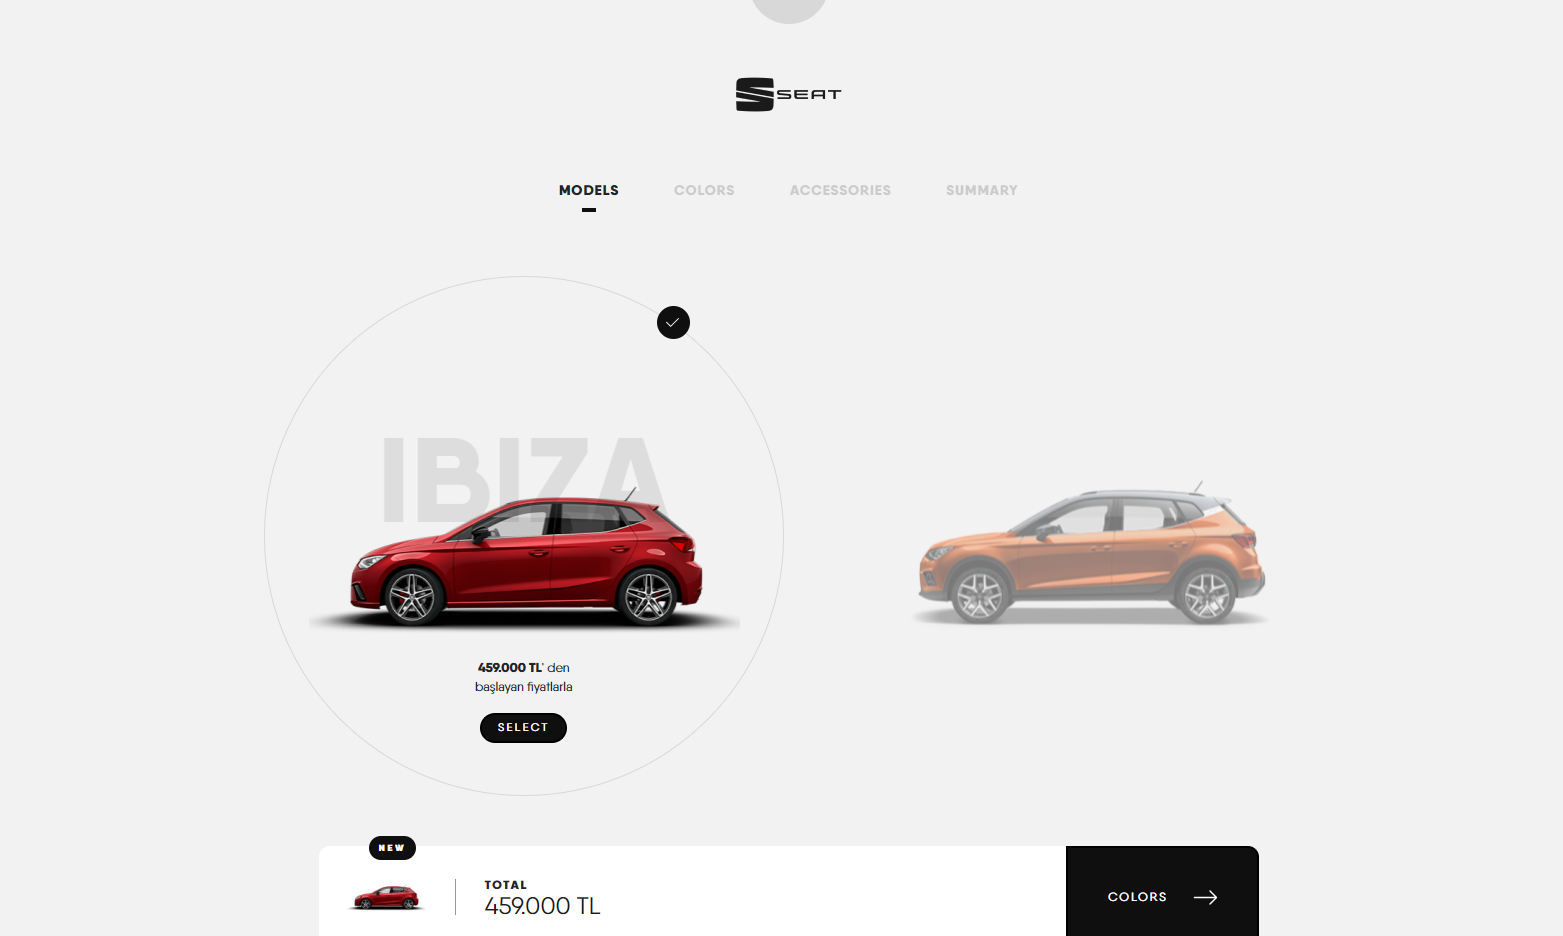 SEAT
MODELS
COLORS
ACCESSORIES
SUMMARY
IBIZA
459.000 TL' den
başlayan fiyatlarla
SELECT
NEW
TOTAL
459.000 TL
COLORS